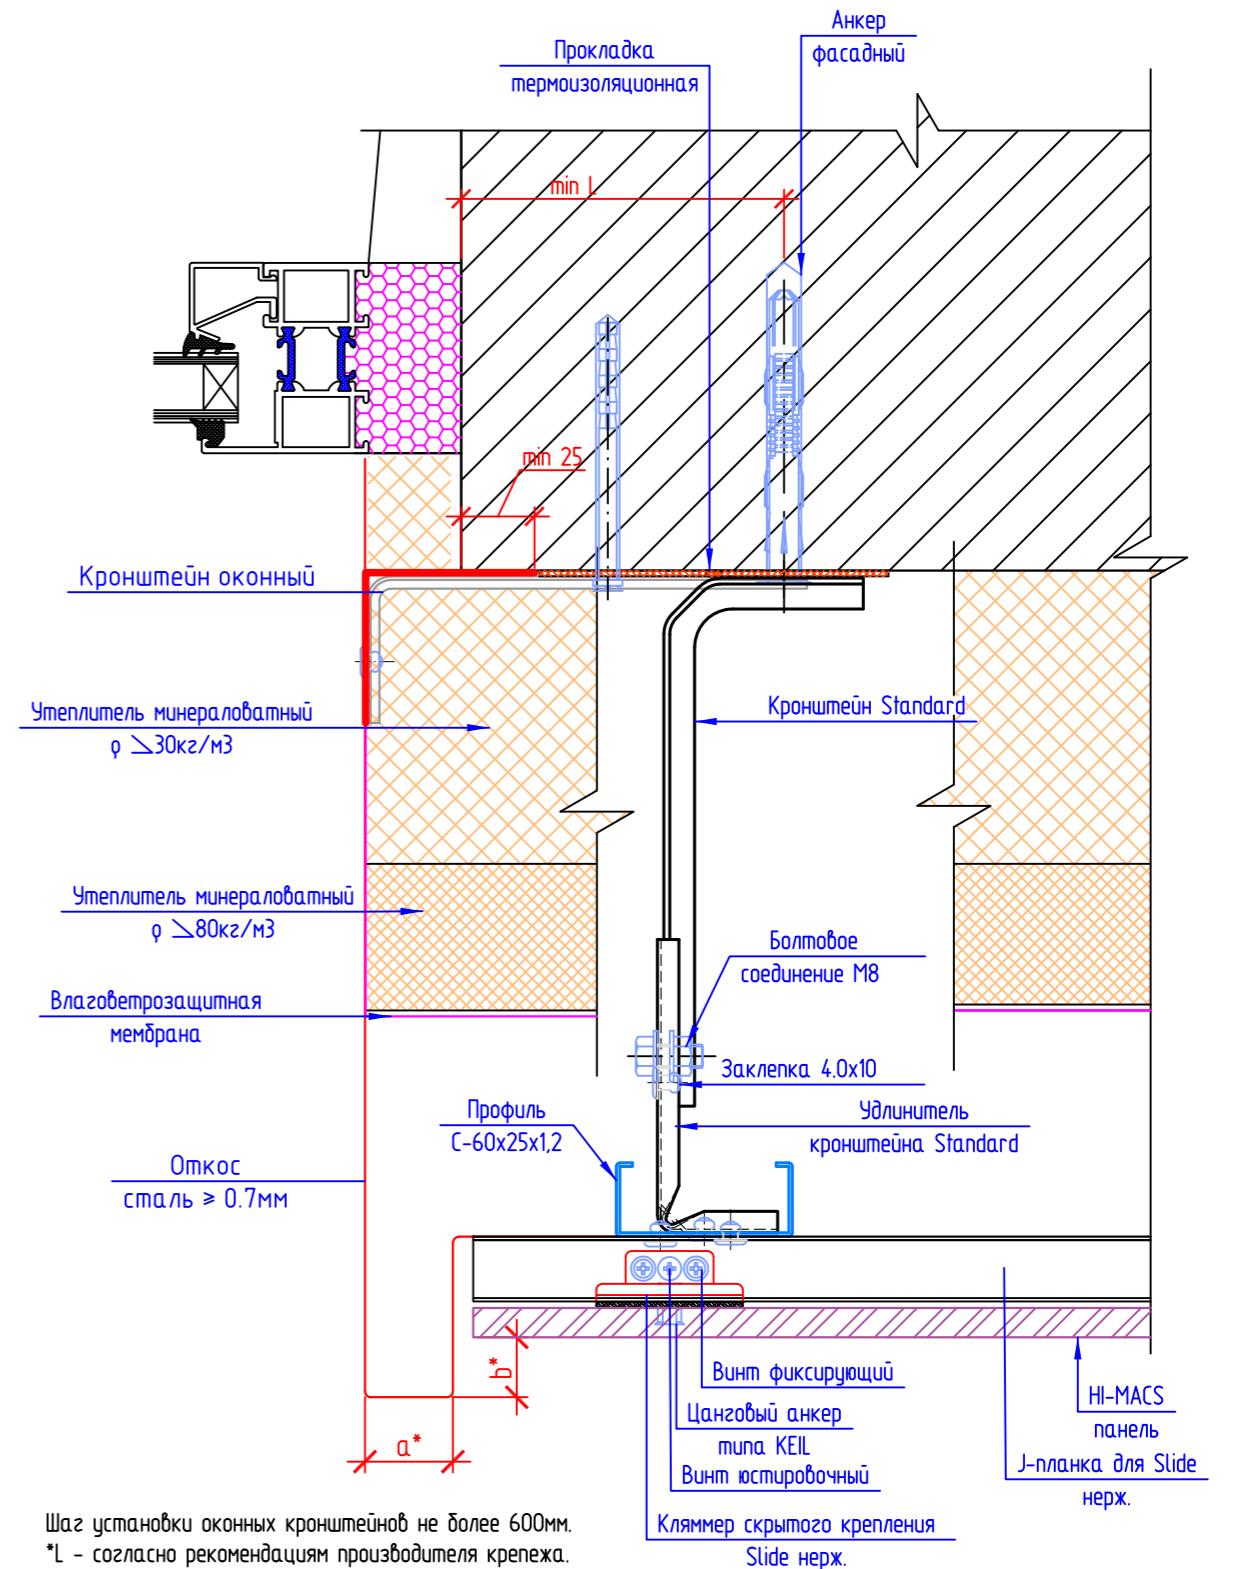 Анкер
фасадный
Прокладка
термоизоляционная
min L
min 25
Кронштейн оконный
Утеплитель минераловатный
ρ ⩾30кг/м3
Кронштейн Standard
Утеплитель минераловатный
ρ ⩾80кг/м3
Болтовое
соединение М8
Влаговетрозащитная
мембрана
Заклепка 4.0х10
Профиль
С-60х25х1,2
Удлинитель
кронштейна Standard
Откос
сталь ≥ 0.7мм
b*
a*
Винт фиксирующий
Цанговый анкер
типа KEIL
Винт юстировочный
HI-MACS
панель
J-планка для Slide
нерж.
Кляммер скрытого крепления
Slide нерж.
Шаг установки оконных кронштейнов не более 600мм.
*L - согласно рекомендациям производителя крепежа.